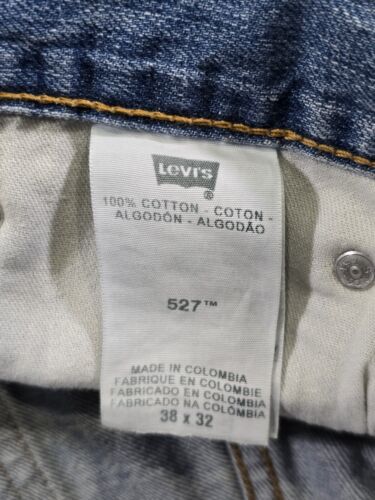 Levi's
®
100% COTTON - COTON -
ALGODÓN - ALGODÃO
527™
MADE IN COLOMBIA
FABRIQUE EN COLOMBIE
FABRICADO EN COLOMBIA
FABRICADO NA COLÔMBIA
38 x 32